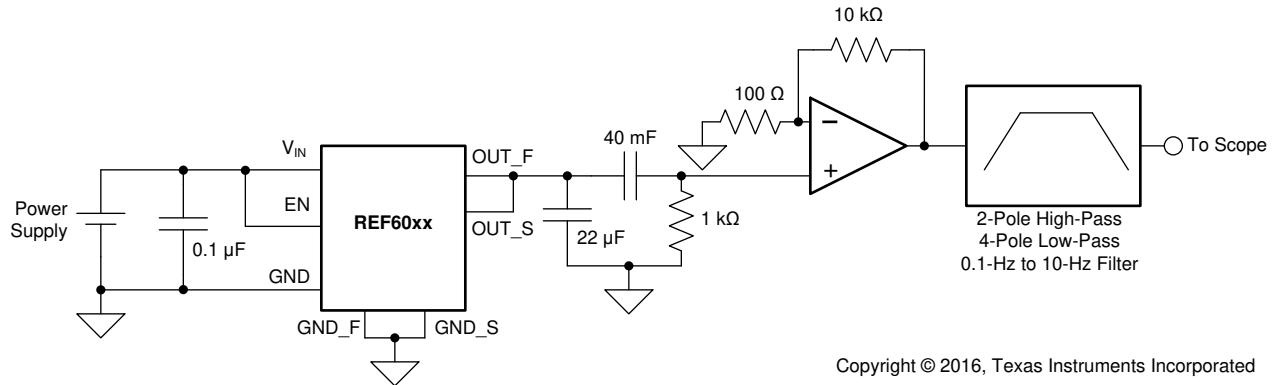 10 kΩ
100 Ω
40 mF
VIN
OUT_F
To Scope
EN
REF60xx
Power
Supply
OUT_S
1 kΩ
0.1 µF
22 µF
2-Pole High-Pass
4-Pole Low-Pass
0.1-Hz to 10-Hz Filter
GND
GND_F
GND_S
−
+
Copyright © 2016, Texas Instruments Incorporated